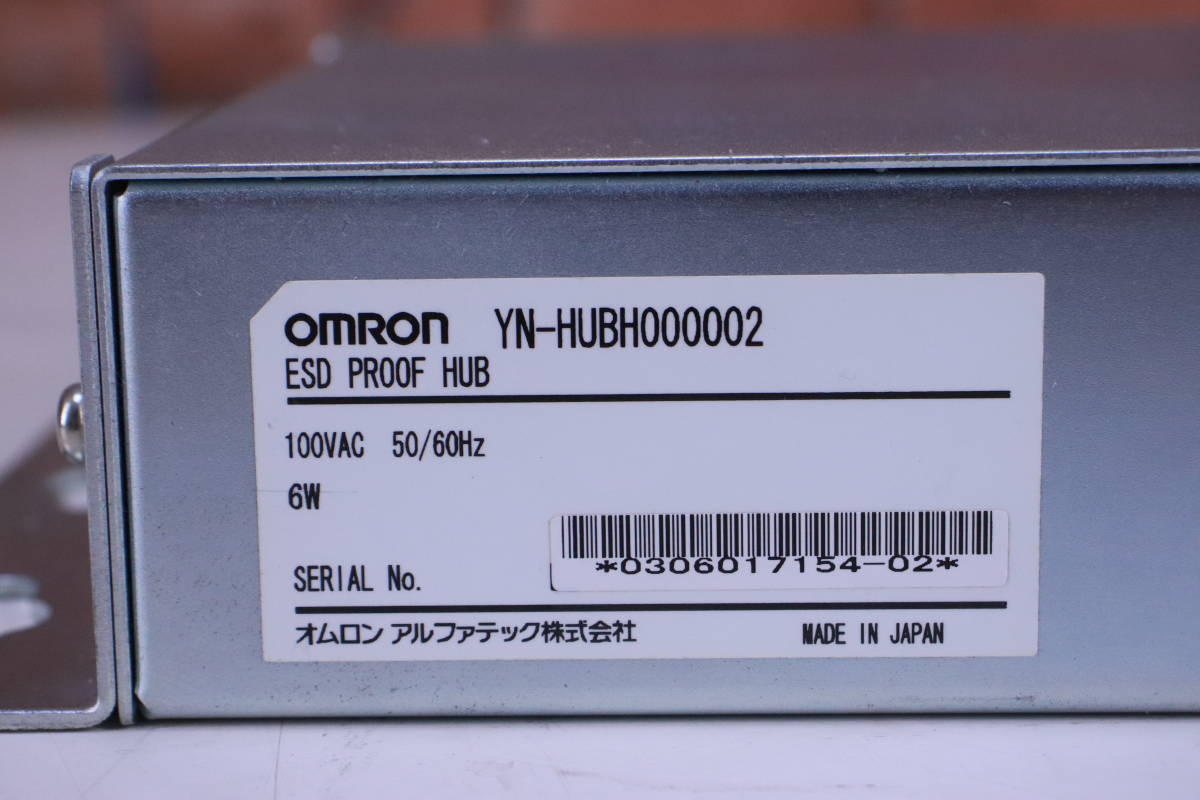 OMRON YN-HUBH000002
ESD PROOF HUB
100VAC 50/60Hz
6W
*0306017154-02*
SERIAL No.
オムロン アルファテック株式会社 MADE IN JAPAN